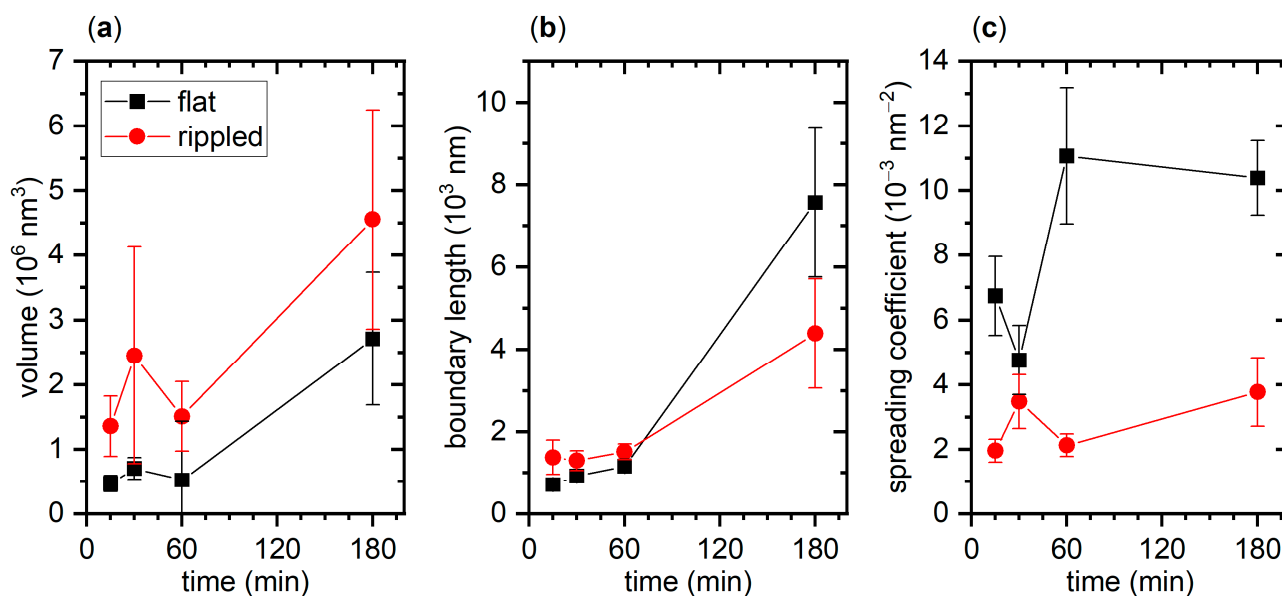 (a)
volume (10⁶ nm³)
7
6
5
4
3
2
1
0
flat
rippled
0 60 120 180
time (min)
(b)
boundary length (10³ nm)
10
8
6
4
2
0
0 60 120 180
time (min)
(c)
spreading coefficient (10⁻³ nm⁻²)
14
12
10
8
6
4
2
0
0 60 120 180
time (min)